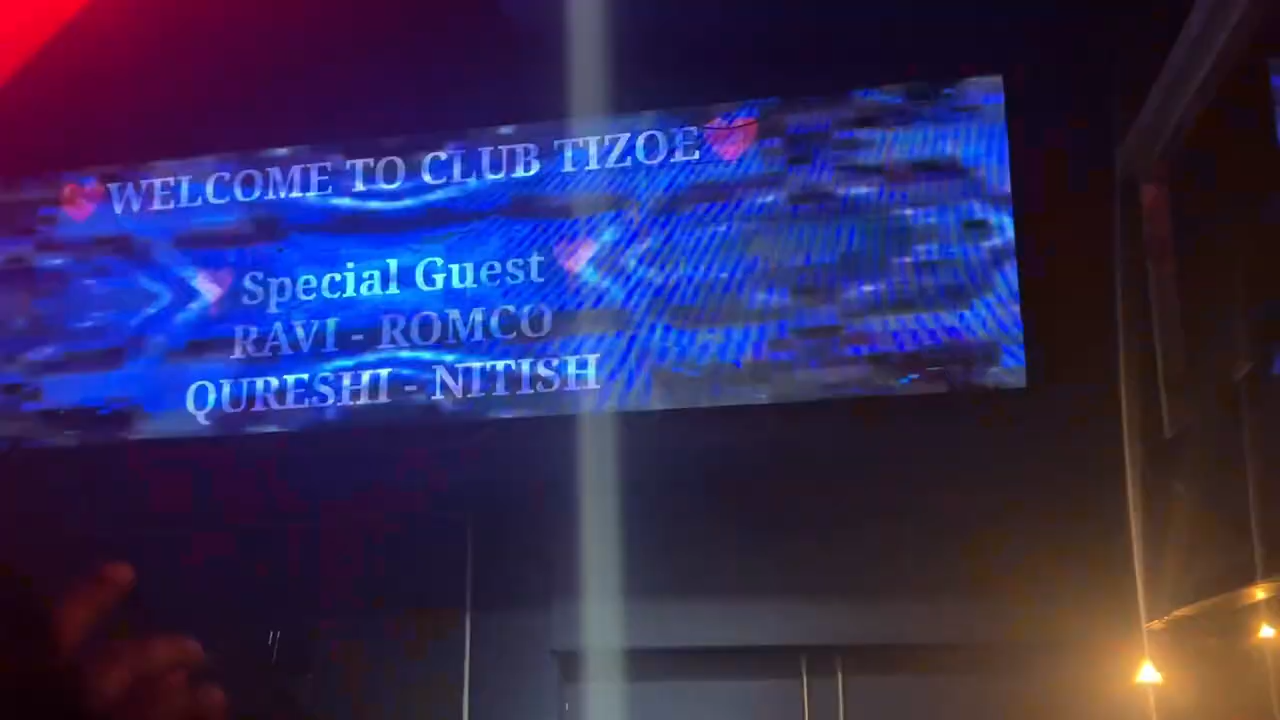 ❤WELCOME TO CLUB TIZOE❤
❤Special Guest❤
RAVI - ROMCO
QURESHI - NITISH